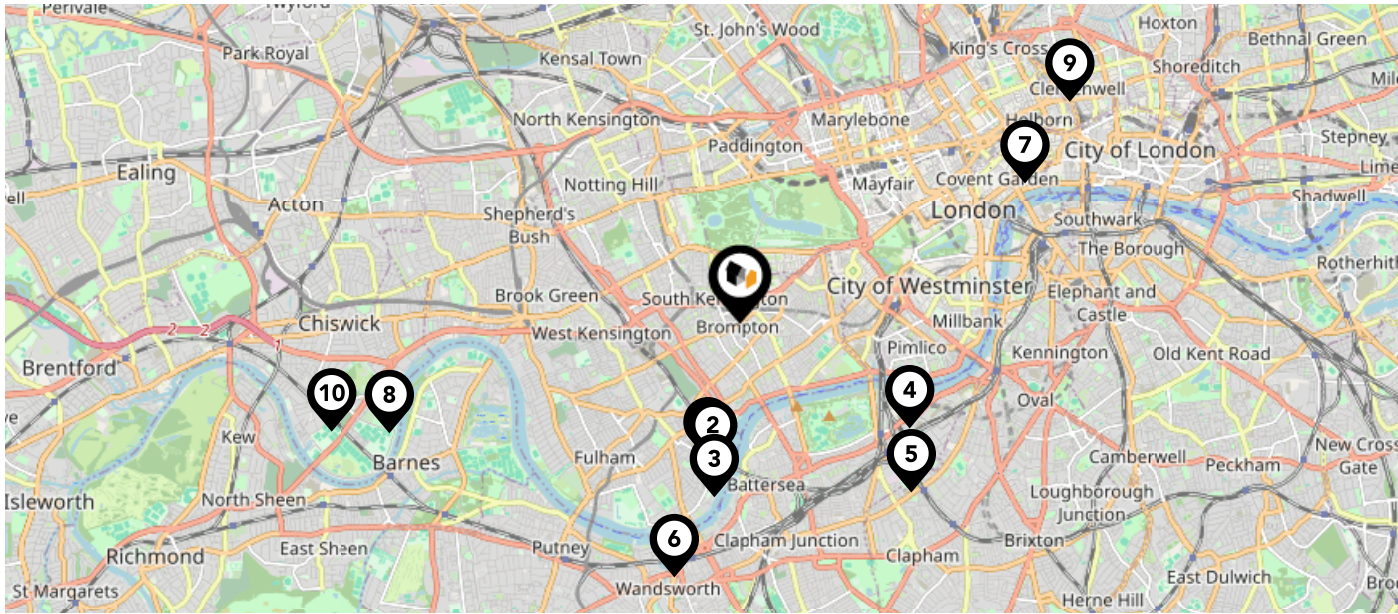 Perivale
Park Royal
St. John's Wood
Kensal Town
King's Cross
Hoxton
Bethnal Green
Shoreditch
9
North Kensington
Marylebone
Holborn
Paddington
7
City of London
Stepney
Ealing
Notting Hill
Mayfair
Covent Garden
Acton
Shepherd's
Bush
London
Southwark
Shadwell
The Borough
Brook Green
South Kensington
City of Westminster
Elephant and
Castle
Chiswick
2
2
1
West Kensington
Brompton
Millbank
Brentford
Pimlico
Kennington
Old Kent Road
10
8
4
Oval
2
Kew
Barnes
Fulham
3
5
Camberwell
Peckham
New Cross
Gate
Isleworth
North Sheen
Battersea
Loughborough
Junction
Richmond
East Sheen
Putney
6
Clapham Junction
Clapham
Brixton
St Margarets
Wandsworth
East Dulwich
Herne Hill